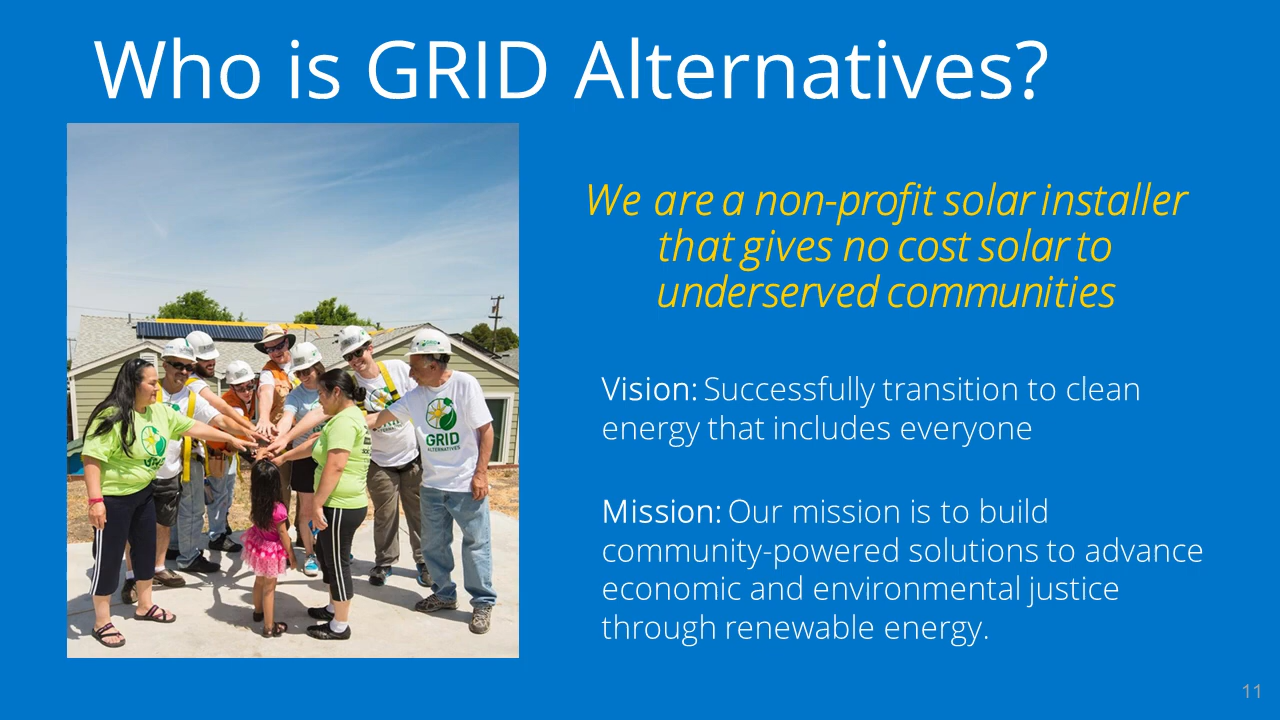 Who is GRID Alternatives?
We are a non-profit solar installer
that gives no cost solar to
underserved communities
Vision: Successfully transition to clean
energy that includes everyone
Mission: Our mission is to build
community-powered solutions to advance
economic and environmental justice
through renewable energy.
GRID
ALTERNATIVES
11